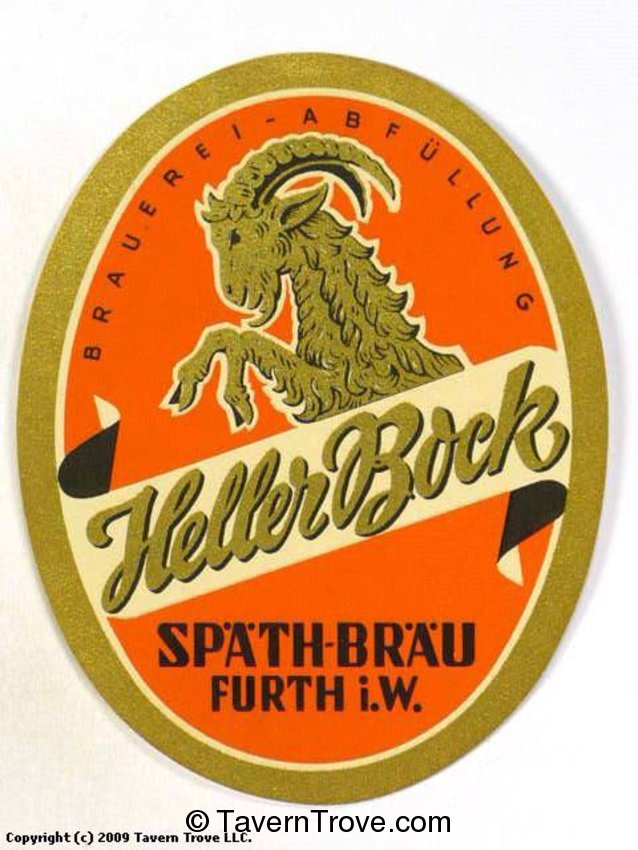 BRAUEREI-ABFÜLLUNG
Heller Bock
SPÄTH-BRÄU
FURTH i.W.
© TavernTrove.com
Copyright (c) 2009 Tavern Trove LLC.